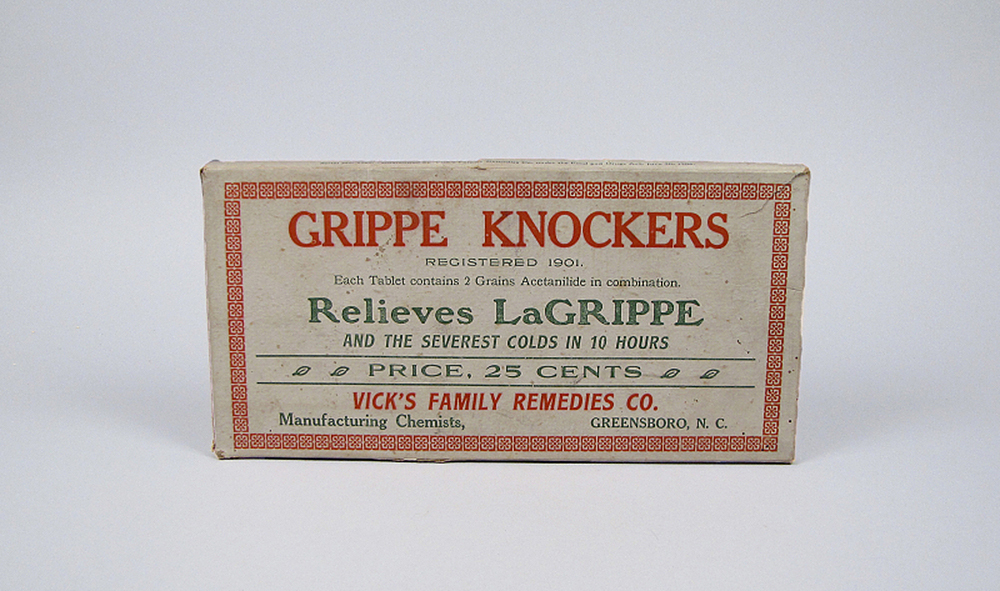 GRIPPE KNOCKERS
REGISTERED 1901.
Each Tablet contains 2 Grains Acetanilide in combination.
Relieves LaGRIPPE
AND THE SEVEREST COLDS IN 10 HOURS
PRICE, 25 CENTS
VICK'S FAMILY REMEDIES CO.
Manufacturing Chemists, GREENSBORO, N. C.